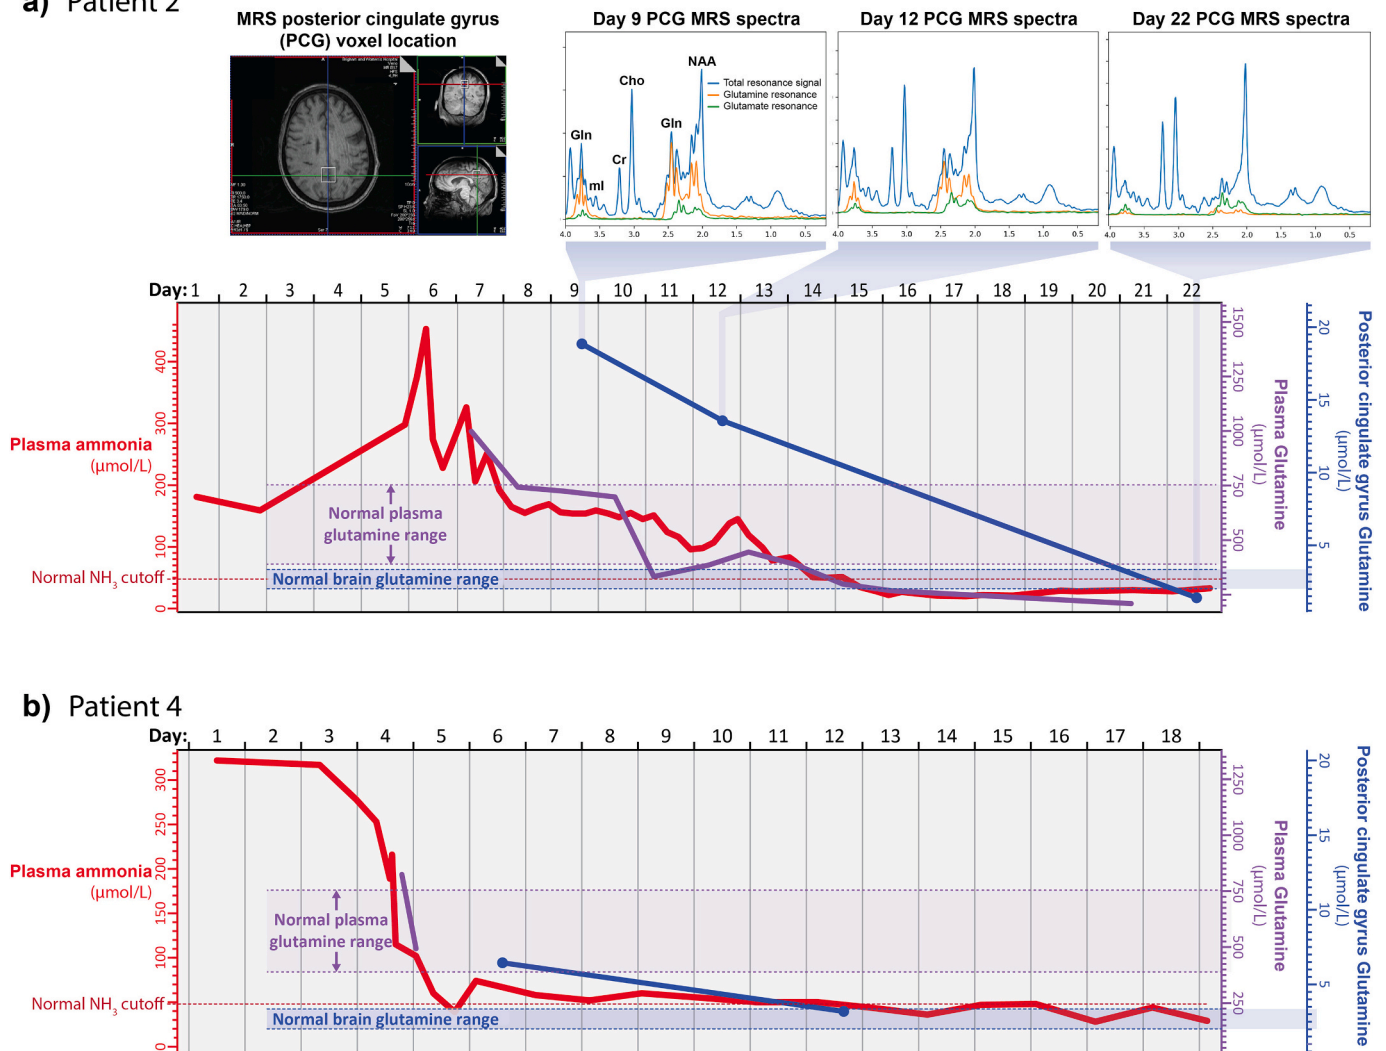 a) Patient 2
MRS posterior cingulate gyrus
(PCG) voxel location
Day 9 PCG MRS spectra
Day 12 PCG MRS spectra
Day 22 PCG MRS spectra
NAA
Cho
Gln
Gln
Cr
mI
Total resonance signal
Glutamine resonance
Glutamate resonance
4.0 3.5 3.0 2.5 2.0 1.5 1.0 0.5
4.0 3.5 3.0 2.5 2.0 1.5 1.0 0.5
4.0 3.5 3.0 2.5 2.0 1.5 1.0 0.5
Day: 1 2 3 4 5 6 7 8 9 10 11 12 13 14 15 16 17 18 19 20 21 22
Plasma ammonia
(µmol/L)
400
300
200
100
0
Normal NH3 cutoff
Normal plasma
glutamine range
Normal brain glutamine range
1500
1250
1000
750
500
Plasma Glutamine
(µmol/L)
20
15
10
5
Posterior cingulate gyrus Glutamine
(µmol/L)
b) Patient 4
Day: 1 2 3 4 5 6 7 8 9 10 11 12 13 14 15 16 17 18
Plasma ammonia
(µmol/L)
300
250
200
150
100
0
Normal NH3 cutoff
Normal plasma
glutamine range
Normal brain glutamine range
1250
1000
750
500
250
Plasma Glutamine
(µmol/L)
20
15
10
5
Posterior cingulate gyrus Glutamine
(µmol/L)